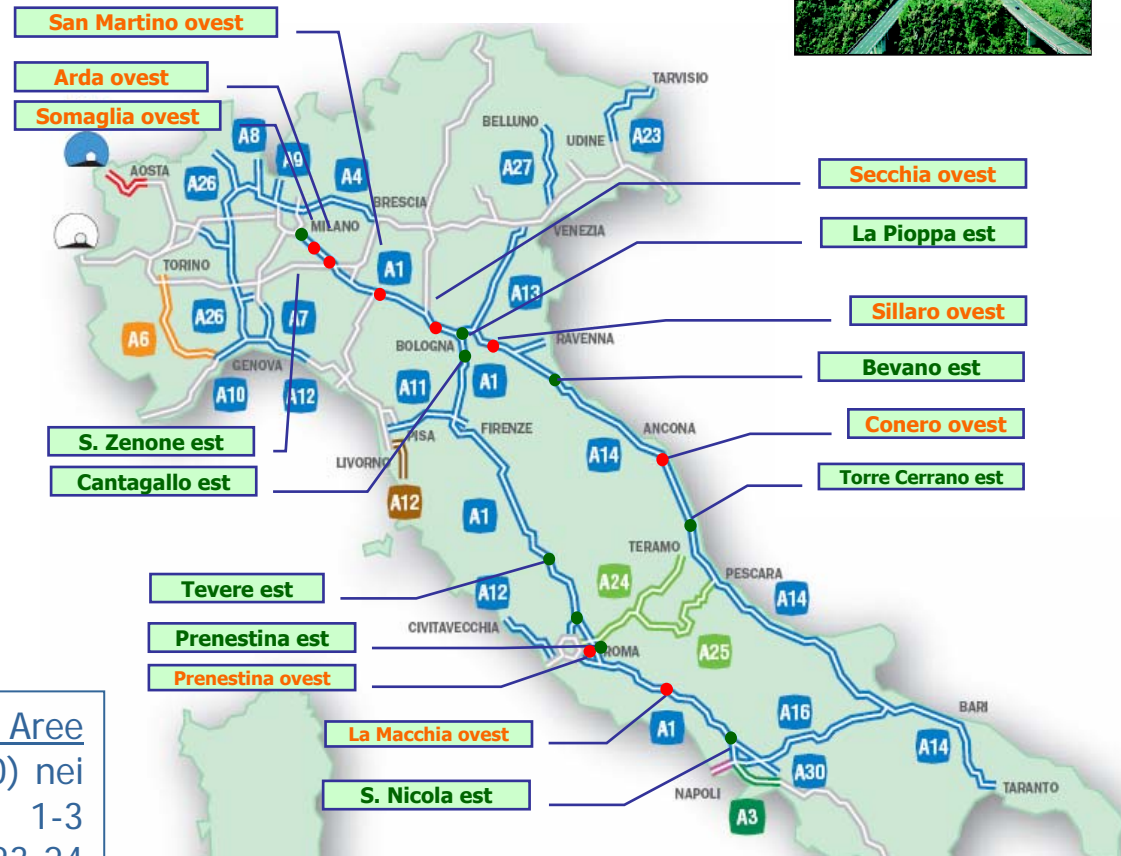 San Martino ovest
Arda ovest
Somaglia ovest
TARVISIO
BELLUNO
UDINE
A23
A8
A9
A27
A26
A4
AOSTA
BRESCIA
MILANO
VENEZIA
Secchia ovest
La Pioppa est
TORINO
A1
A13
Sillaro ovest
A6
A26
A7
BOLOGNA
RAVENNA
GENOVA
A10
A12
A11
A1
Bevano est
S. Zenone est
PISA
FIRENZE
ANCONA
Conero ovest
LIVORNO
A14
Cantagallo est
A12
Torre Cerrano est
A1
TERAMO
PESCARA
Tevere est
A12
A24
A14
CIVITAVECCHIA
Prenestina est
ROMA
A25
Prenestina ovest
La Macchia ovest
A1
A16
BARI
A14
S. Nicola est
NAPOLI
A30
TARANTO
A3
Aree
0) nei
1-3
23-24